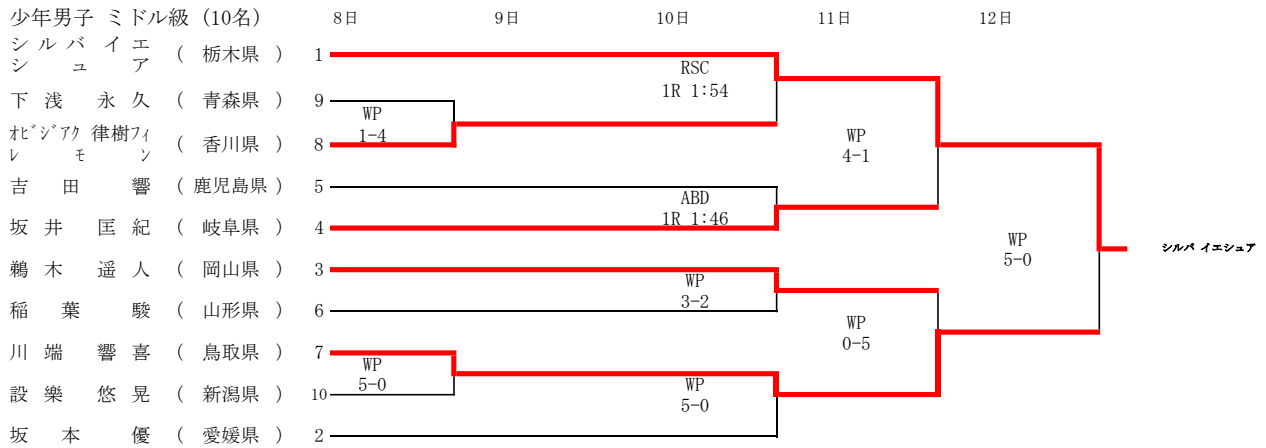 少年男子 ミドル級 (10名) 8日 9日 10日 11日 12日
シルバイエシュア ( 栃木県 ) 1
RSC
1R 1:54
下浅 永久 ( 青森県 ) 9
WP
1-4
オビジアク 律樹フィレモン ( 香川県 ) 8
WP
4-1
吉田 響 ( 鹿児島県 ) 5
ABD
1R 1:46
坂井 匡紀 ( 岐阜県 ) 4
WP
5-0
シルバ イエシュア
鵜木 遥人 ( 岡山県 ) 3
WP
3-2
稲葉 駿 ( 山形県 ) 6
WP
0-5
川端 響喜 ( 鳥取県 ) 7
WP
5-0
設樂 悠晃 ( 新潟県 ) 10
WP
5-0
坂本 優 ( 愛媛県 ) 2